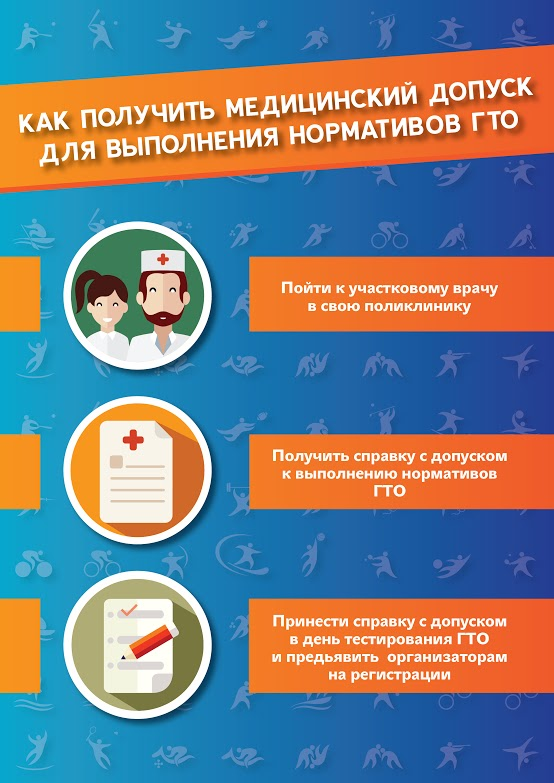 КАК ПОЛУЧИТЬ МЕДИЦИНСКИЙ ДОПУСК
ДЛЯ ВЫПОЛНЕНИЯ НОРМАТИВОВ ГТО
Пойти к участковому врачу
в свою поликлинику
Получить справку с допуском
к выполнению нормативов
ГТО
Принести справку с допуском
в день тестирования ГТО
и предьявить организаторам
на регистрации